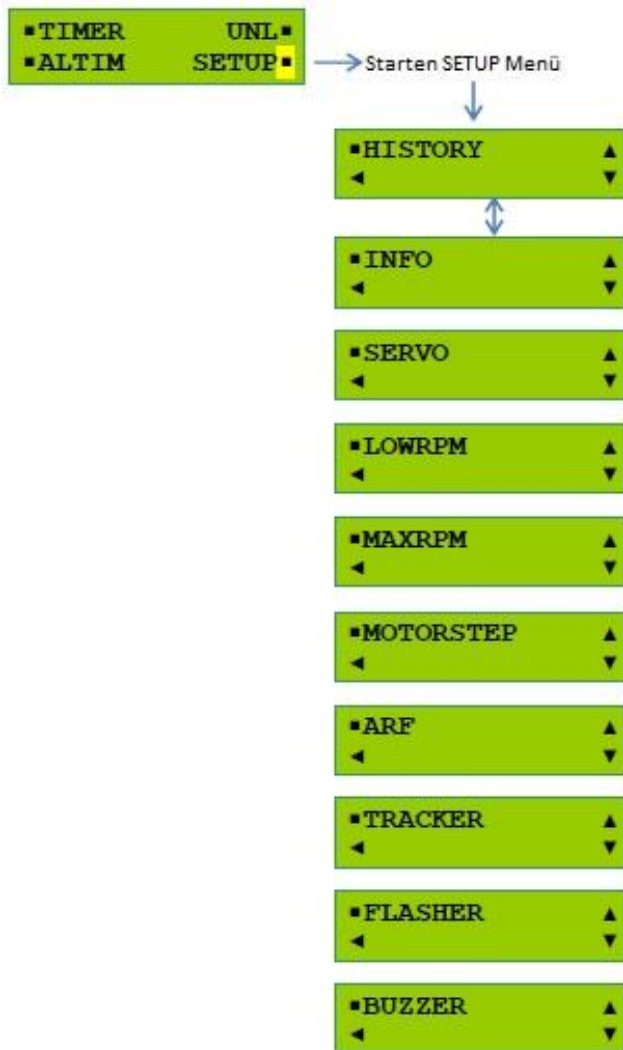 ▪TIMER UNL▪
▪ALTIM SETUP▪
Starten SETUP Menü
▪HISTORY ▲
◄ ▼
▪INFO ▲
◄ ▼
▪SERVO ▲
◄ ▼
▪LOWRPM ▲
◄ ▼
▪MAXRPM ▲
◄ ▼
▪MOTORSTEP ▲
◄ ▼
▪ARF ▲
◄ ▼
▪TRACKER ▲
◄ ▼
▪FLASHER ▲
◄ ▼
▪BUZZER ▲
◄ ▼